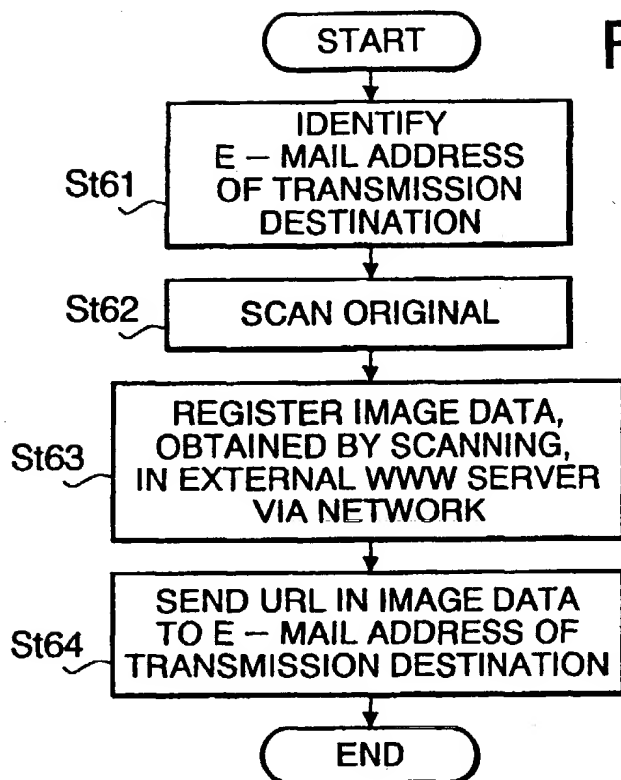 START
IDENTIFY
E – MAIL ADDRESS
OF TRANSMISSION
DESTINATION
St61
SCAN ORIGINAL
St62
REGISTER IMAGE DATA,
OBTAINED BY SCANNING,
IN EXTERNAL WWW SERVER
VIA NETWORK
St63
SEND URL IN IMAGE DATA
TO E – MAIL ADDRESS OF
TRANSMISSION DESTINATION
St64
END